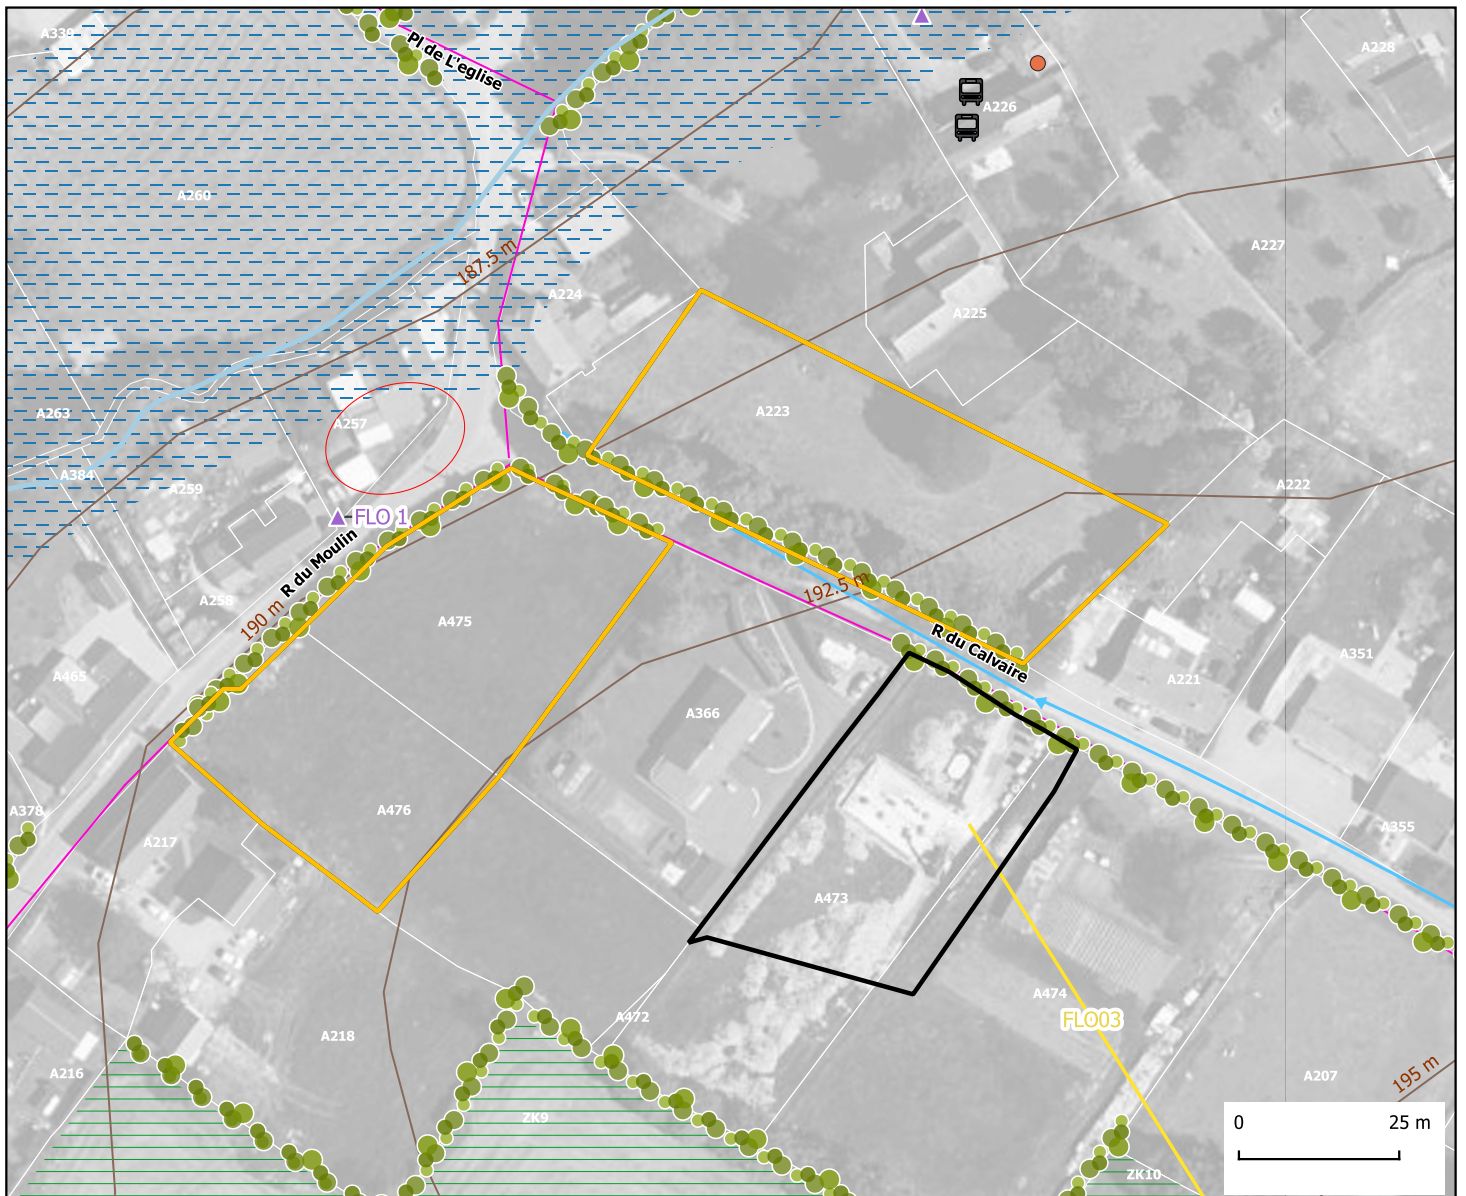 A339
Pl de L'eglise
A228
A226
A260
A227
187.5 m
A224
A225
A263
A257
A223
A384
A259
A222
FLO 1
R du Moulin
192.5 m
A258
190 m
A475
R du Calvaire
A351
A465
A221
A366
A378
A476
A355
A217
A473
A474
A472
FLO03
A218
A216
A207
195 m
ZK9
ZK10
0 25 m